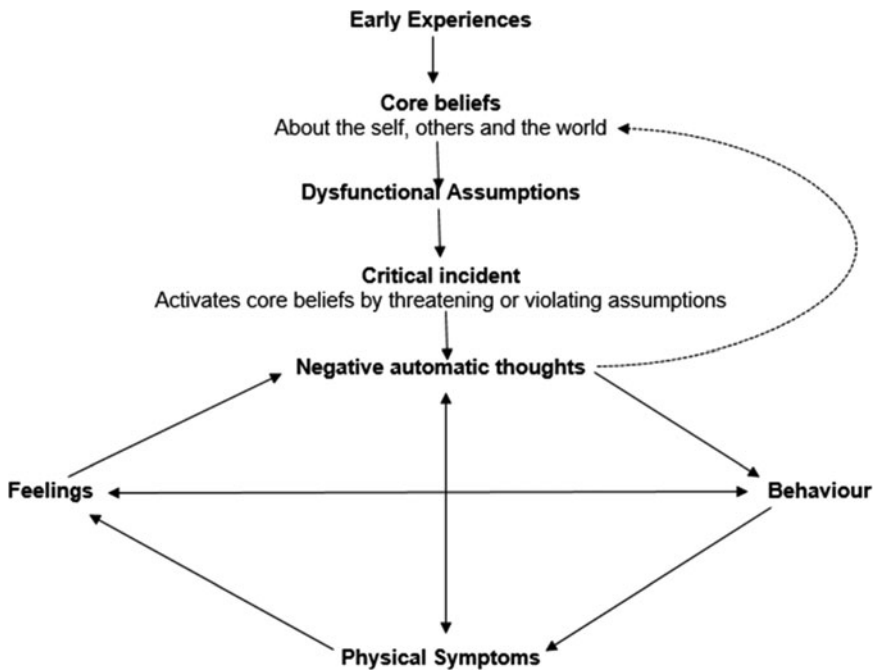 Early Experiences
Core beliefs
About the self, others and the world
Dysfunctional Assumptions
Critical incident
Activates core beliefs by threatening or violating assumptions
Negative automatic thoughts
Feelings
Behaviour
Physical Symptoms